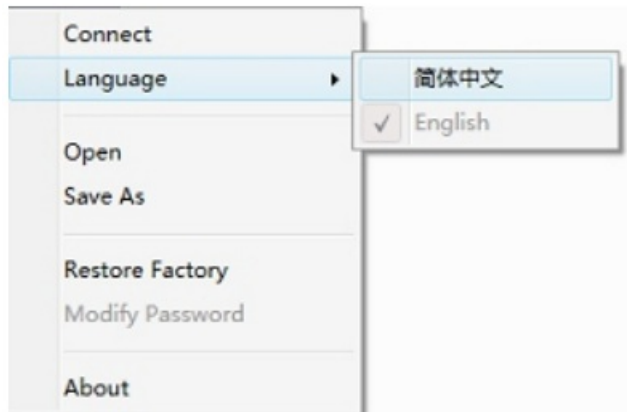 Connect
Language
简体中文
English
Open
Save As
Restore Factory
Modify Password
About